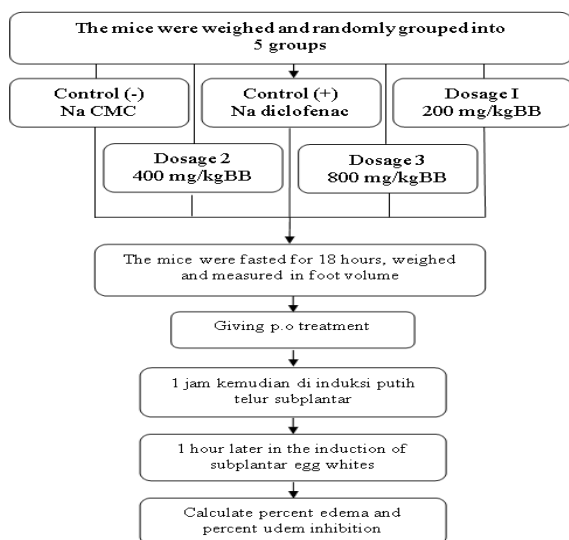 The mice were weighed and randomly grouped into
5 groups
Control (-)
Na CMC
Control (+)
Na diclofenac
Dosage I
200 mg/kgBB
Dosage 2
400 mg/kgBB
Dosage 3
800 mg/kgBB
The mice were fasted for 18 hours, weighed
and measured in foot volume
Giving p.o treatment
1 jam kemudian di induksi putih
telur subplantar
1 hour later in the induction of
subplantar egg whites
Calculate percent edema and
percent udem inhibition